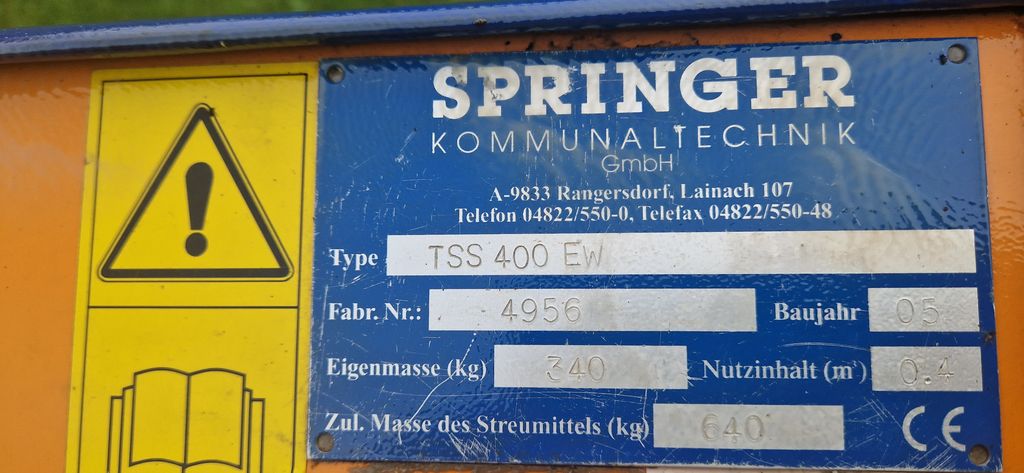 SPRINGER
KOMMUNALTECHNIK
GmbH
A-9833 Rangersdorf, Lainach 107
Telefon 04822/550-0, Telefax 04822/550-48
Type TSS 400 EW
Fabr. Nr.: 4956 Baujahr 05
Eigenmasse (kg) 340 Nutzinhalt (m³) 0.4
Zul. Masse des Streumittels (kg) 640
CE